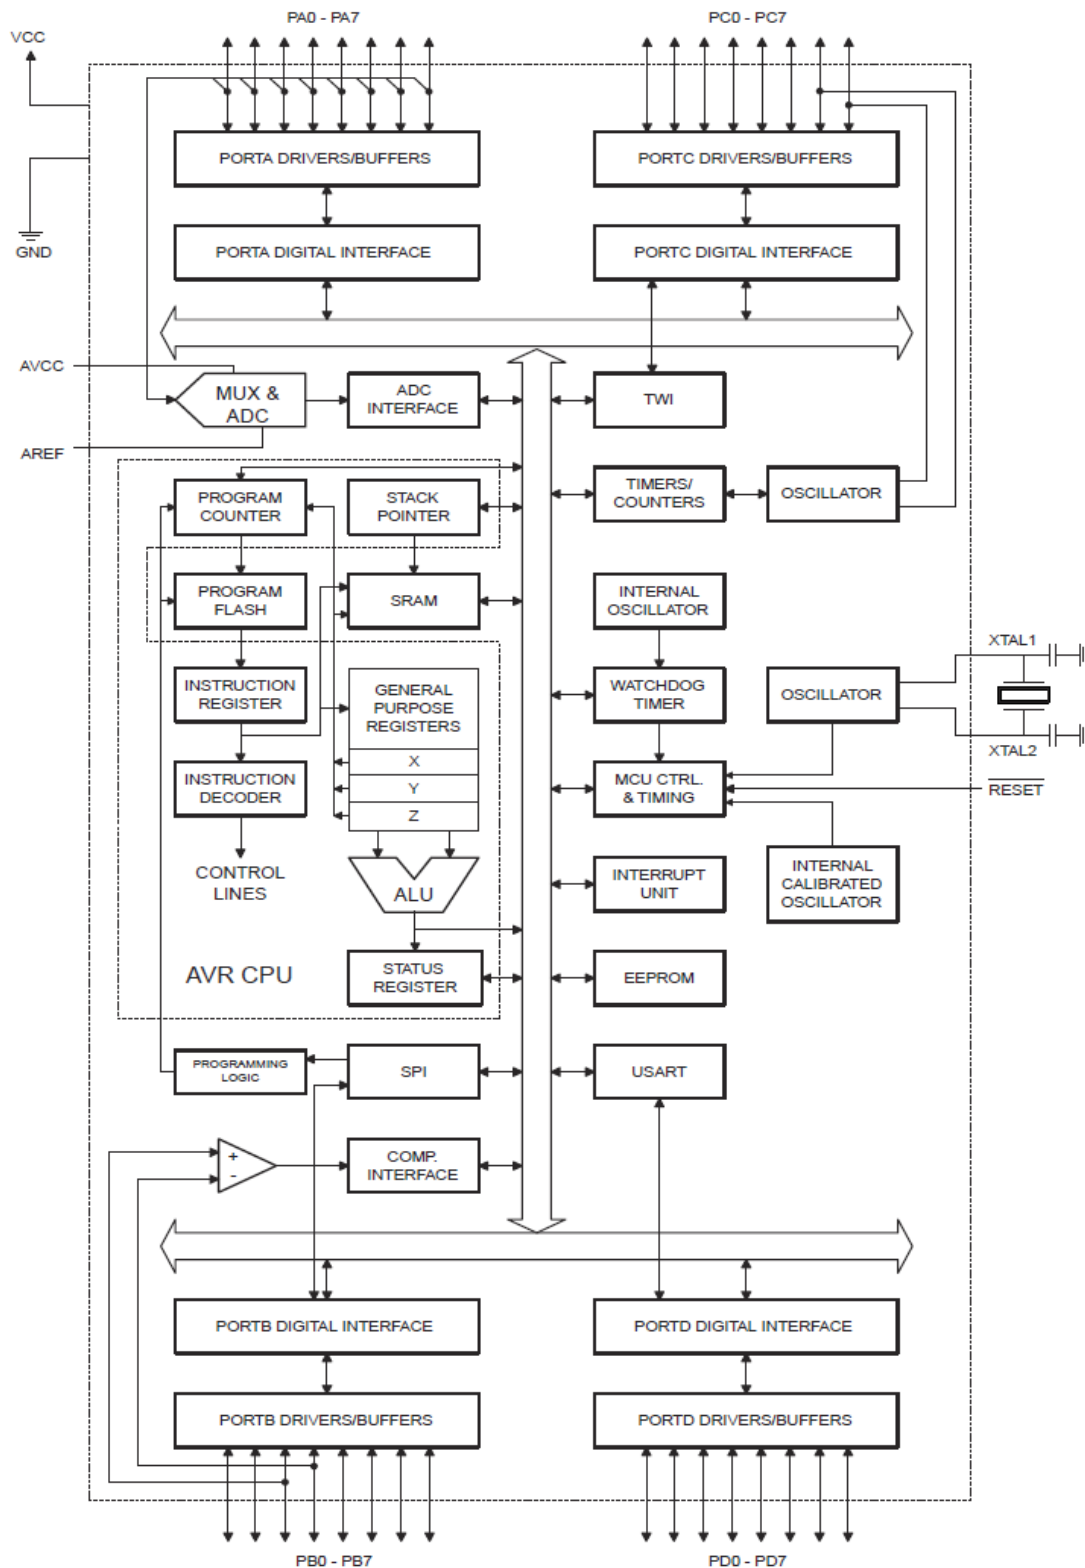 PA0 - PA7
PC0 - PC7
VCC
PORTA DRIVERS/BUFFERS
PORTC DRIVERS/BUFFERS
GND
PORTA DIGITAL INTERFACE
PORTC DIGITAL INTERFACE
AVCC
MUX &
ADC
ADC
INTERFACE
TWI
AREF
PROGRAM
COUNTER
STACK
POINTER
TIMERS/
COUNTERS
OSCILLATOR
PROGRAM
FLASH
SRAM
INTERNAL
OSCILLATOR
XTAL1
INSTRUCTION
REGISTER
GENERAL
PURPOSE
REGISTERS
WATCHDOG
TIMER
OSCILLATOR
XTAL2
X
INSTRUCTION
DECODER
Y
MCU CTRL.
& TIMING
RESET
Z
CONTROL
LINES
ALU
INTERRUPT
UNIT
INTERNAL
CALIBRATED
OSCILLATOR
AVR CPU
STATUS
REGISTER
EEPROM
PROGRAMMING
LOGIC
SPI
USART
+
-
COMP.
INTERFACE
PORTB DIGITAL INTERFACE
PORTD DIGITAL INTERFACE
PORTB DRIVERS/BUFFERS
PORTD DRIVERS/BUFFERS
PB0 - PB7
PD0 - PD7